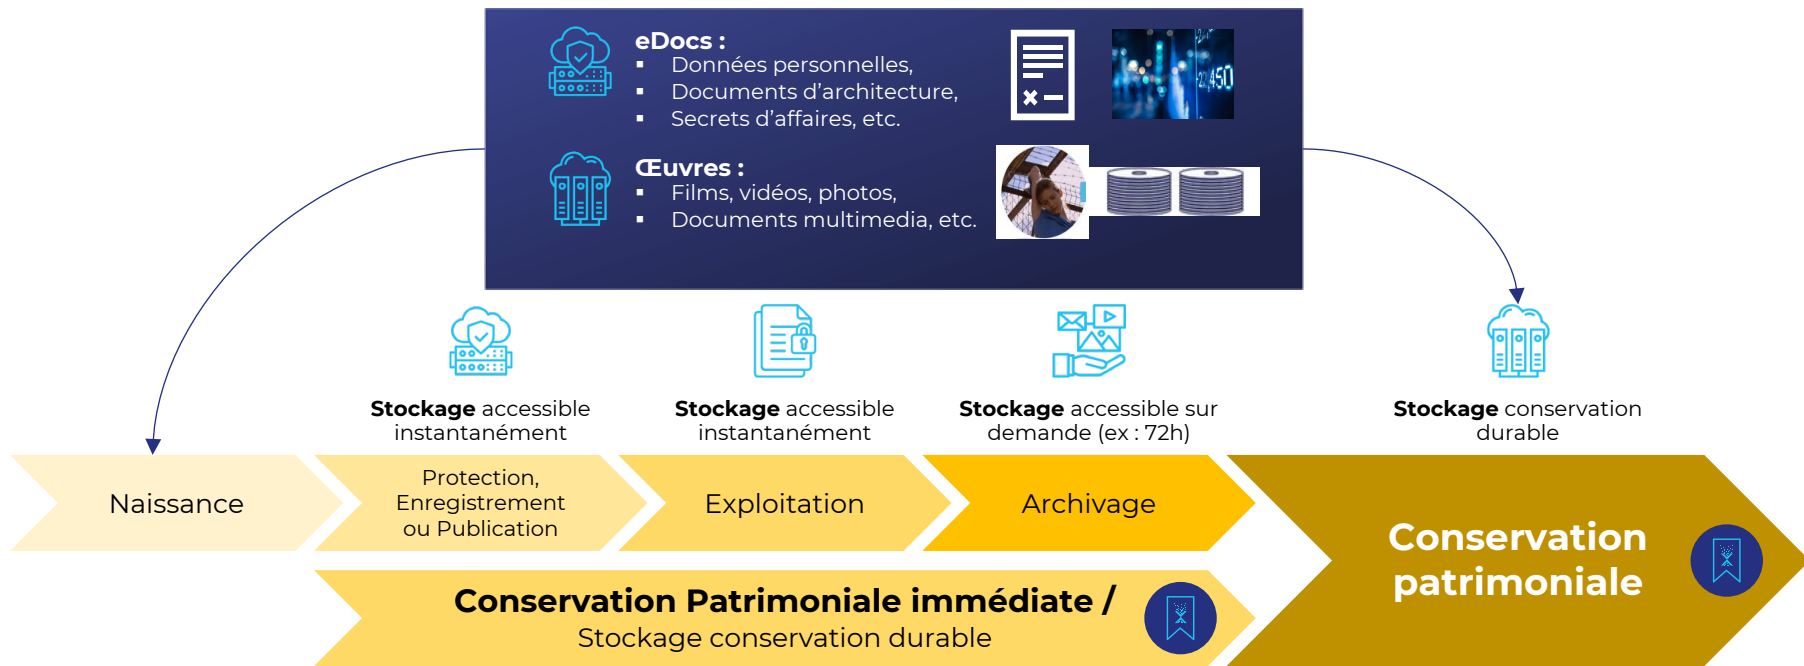 eDocs :
▪ Données personnelles,
▪ Documents d’architecture,
▪ Secrets d’affaires, etc.
22,450
Œuvres :
▪ Films, vidéos, photos,
▪ Documents multimedia, etc.
Stockage accessible
instantanément
Stockage accessible
instantanément
Stockage accessible sur
demande (ex : 72h)
Stockage conservation
durable
Naissance
Protection,
Enregistrement
ou Publication
Exploitation
Archivage
Conservation
patrimoniale
Conservation Patrimoniale immédiate /
Stockage conservation durable